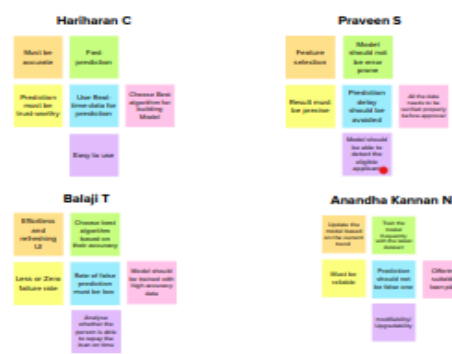 Hariharan C
Must be
accurate
Fast
prediction
Prediction
must be
trust-worthy
Use Real-
time data for
prediction
Choose Best
algorithm for
building
Model
Easy to use
Praveen S
Feature
selection
Model
should not
be error
prone
Result must
be precise
Prediction
delay
should be
avoided
All the data
needs to be
verified properly
before approval
Model should
be able to
detect the
eligible
applicant
Balaji T
Effortless
and
refreshing
UI
Choose best
algorithm
based on
their accuracy
Less or Zero
failure rate
Rate of false
prediction
must be low
Model should
be trained with
high accuracy
data
Analyse
whether the
person is able
to repay the
loan on time
Anandha Kannan N
Update the
model based
on the current
trend
Train the
model
frequently
with the latest
dataset
Must be
reliable
Prediction
should not
be false one
Offers
suitable
loan
modifiability/
Upgradability